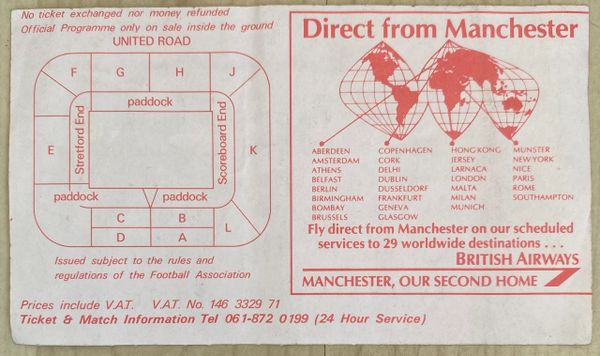 No ticket exchanged nor money refunded
Official Programme only on sale inside the ground
UNITED ROAD
F G H J
paddock
Stretford End
Scoreboard End
E
K
paddock paddock
C B
D A
L
Issued subject to the rules and
regulations of the Football Association
Prices include V.A.T. V.A.T. No. 146 3329 71
Ticket & Match Information Tel 061-872 0199 (24 Hour Service)
Direct from Manchester
ABERDEEN COPENHAGEN HONG KONG MUNSTER
AMSTERDAM CORK JERSEY NEW YORK
ATHENS DELHI LARNACA NICE
BELFAST DUBLIN LONDON PARIS
BERLIN DUSSELDORF MALTA ROME
BIRMINGHAM FRANKFURT MILAN SOUTHAMPTON
BOMBAY GENEVA MUNICH
BRUSSELS GLASGOW
Fly direct from Manchester on our scheduled
services to 29 worldwide destinations . . .
BRITISH AIRWAYS
MANCHESTER, OUR SECOND HOME